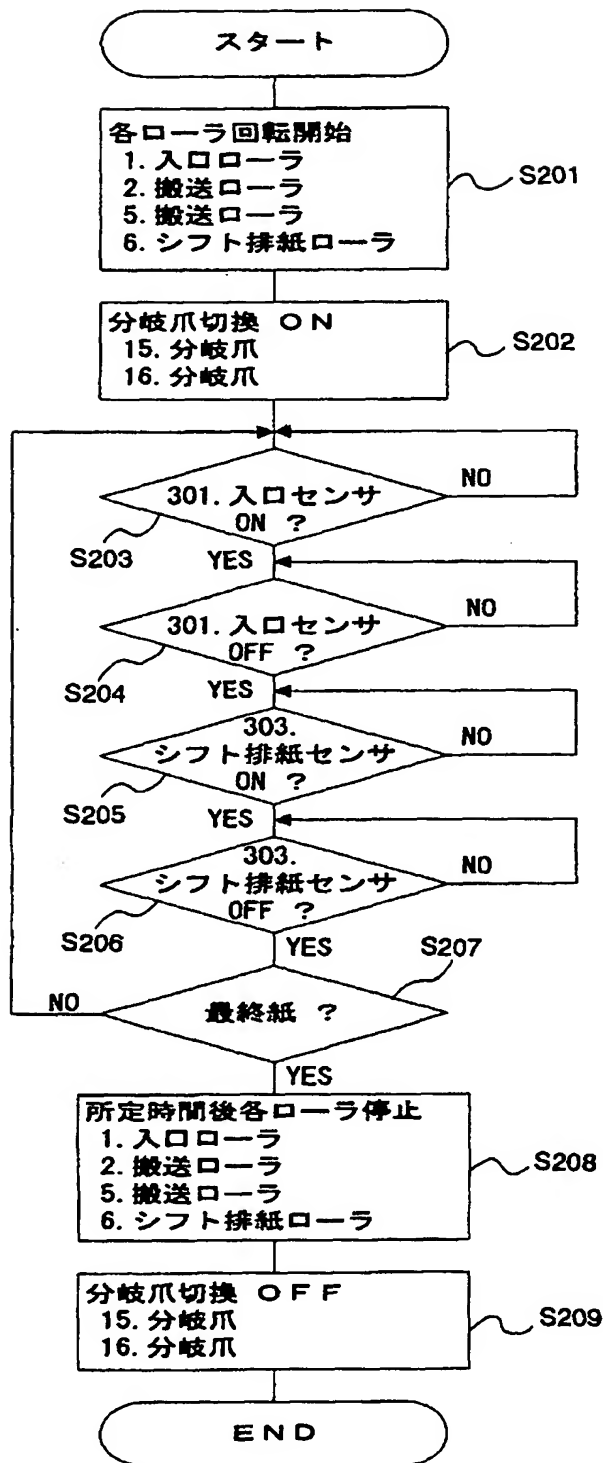 スタート
各ローラ回転開始
1. 入口ローラ
2. 搬送ローラ
5. 搬送ローラ
6. シフト排紙ローラ
S201
分岐爪切換 ON
15. 分岐爪
16. 分岐爪
S202
301. 入口センサ
ON ?
NO
S203
YES
301. 入口センサ
OFF ?
NO
S204
YES
303.
シフト排紙センサ
ON ?
NO
S205
YES
303.
シフト排紙センサ
OFF ?
NO
S206
YES
S207
最終紙 ?
NO
YES
所定時間後各ローラ停止
1. 入口ローラ
2. 搬送ローラ
5. 搬送ローラ
6. シフト排紙ローラ
S208
分岐爪切換 OFF
15. 分岐爪
16. 分岐爪
S209
END